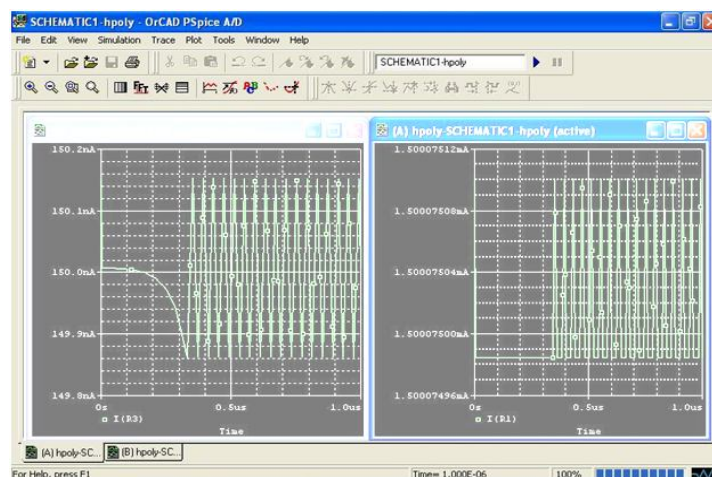 SCHEMATIC1-hpoly - OrCAD PSpice A/D
File Edit View Simulation Trace Plot Tools Window Help
SCHEMATIC1-hpoly
(A) hpoly-SCHEMATIC1-hpoly (active)
150.2mA
150.1mA
150.0mA
149.9mA
149.8mA
0s 0.5us 1.0us
I(R3)
Time
1.50007512mA
1.50007508mA
1.50007504mA
1.50007500mA
1.50007496mA
0s 0.5us 1.0us
I(R1)
Time
(A) hpoly-SC... (B) hpoly-SC...
For Help, press F1 Time= 1.000E-06 100%